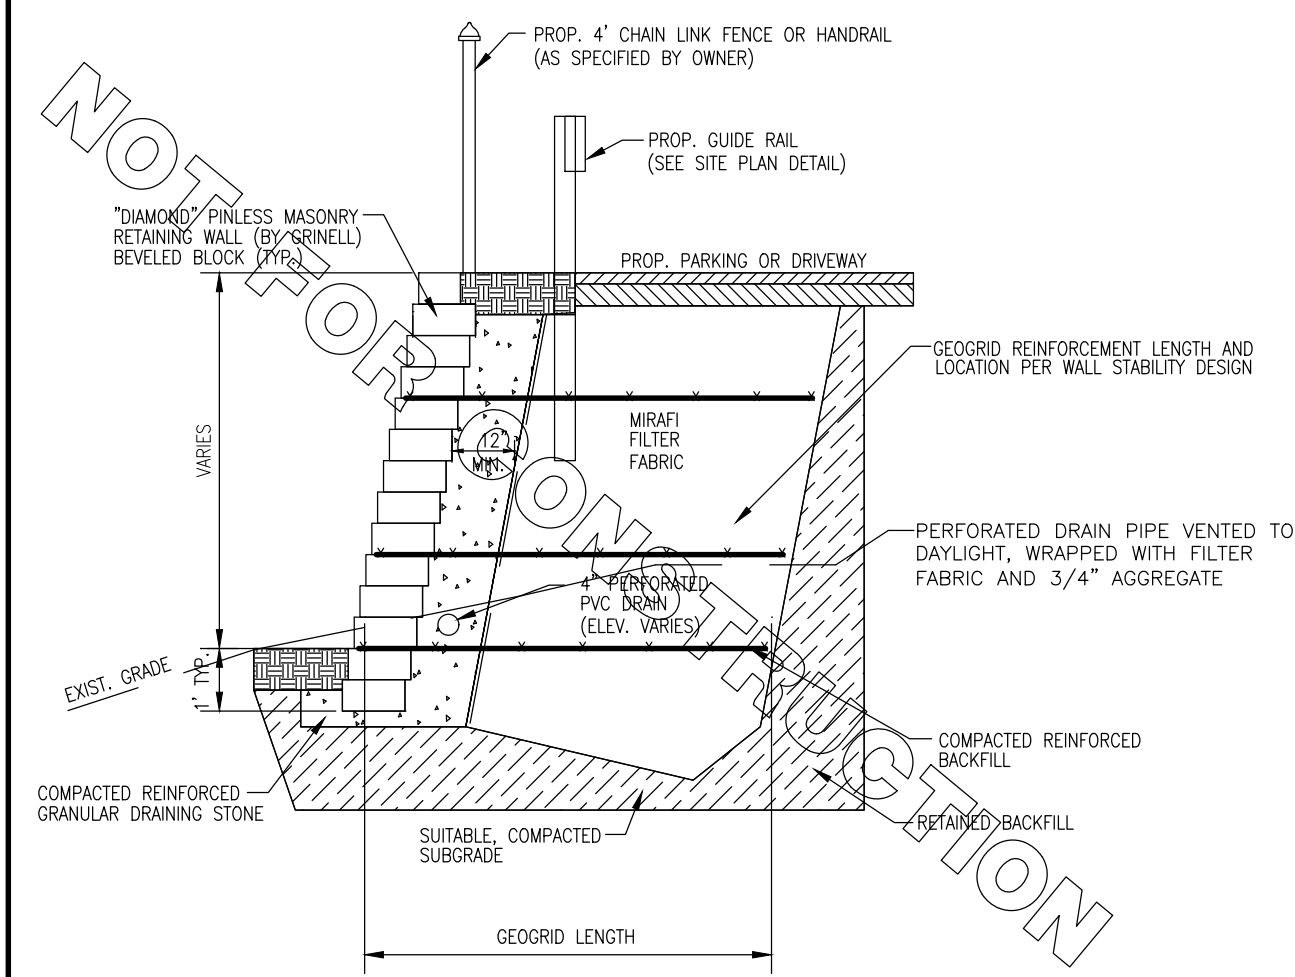 PROP. 4' CHAIN LINK FENCE OR HANDRAIL
(AS SPECIFIED BY OWNER)
PROP. GUIDE RAIL
(SEE SITE PLAN DETAIL)
"DIAMOND" PINLESS MASONRY
RETAINING WALL (BY GRINELL)
BEVELED BLOCK (TYP.)
PROP. PARKING OR DRIVEWAY
GEOGRID REINFORCEMENT LENGTH AND
LOCATION PER WALL STABILITY DESIGN
MIRAFI
FILTER
FABRIC
12"
MIN.
VARIES
PERFORATED DRAIN PIPE VENTED TO
DAYLIGHT, WRAPPED WITH FILTER
FABRIC AND 3/4" AGGREGATE
4" PERFORATED
PVC DRAIN
(ELEV. VARIES)
EXIST. GRADE
1' TYP.
COMPACTED REINFORCED
BACKFILL
COMPACTED REINFORCED
GRANULAR DRAINING STONE
RETAINED BACKFILL
SUITABLE, COMPACTED
SUBGRADE
GEOGRID LENGTH
NOT FOR CONSTRUCTION